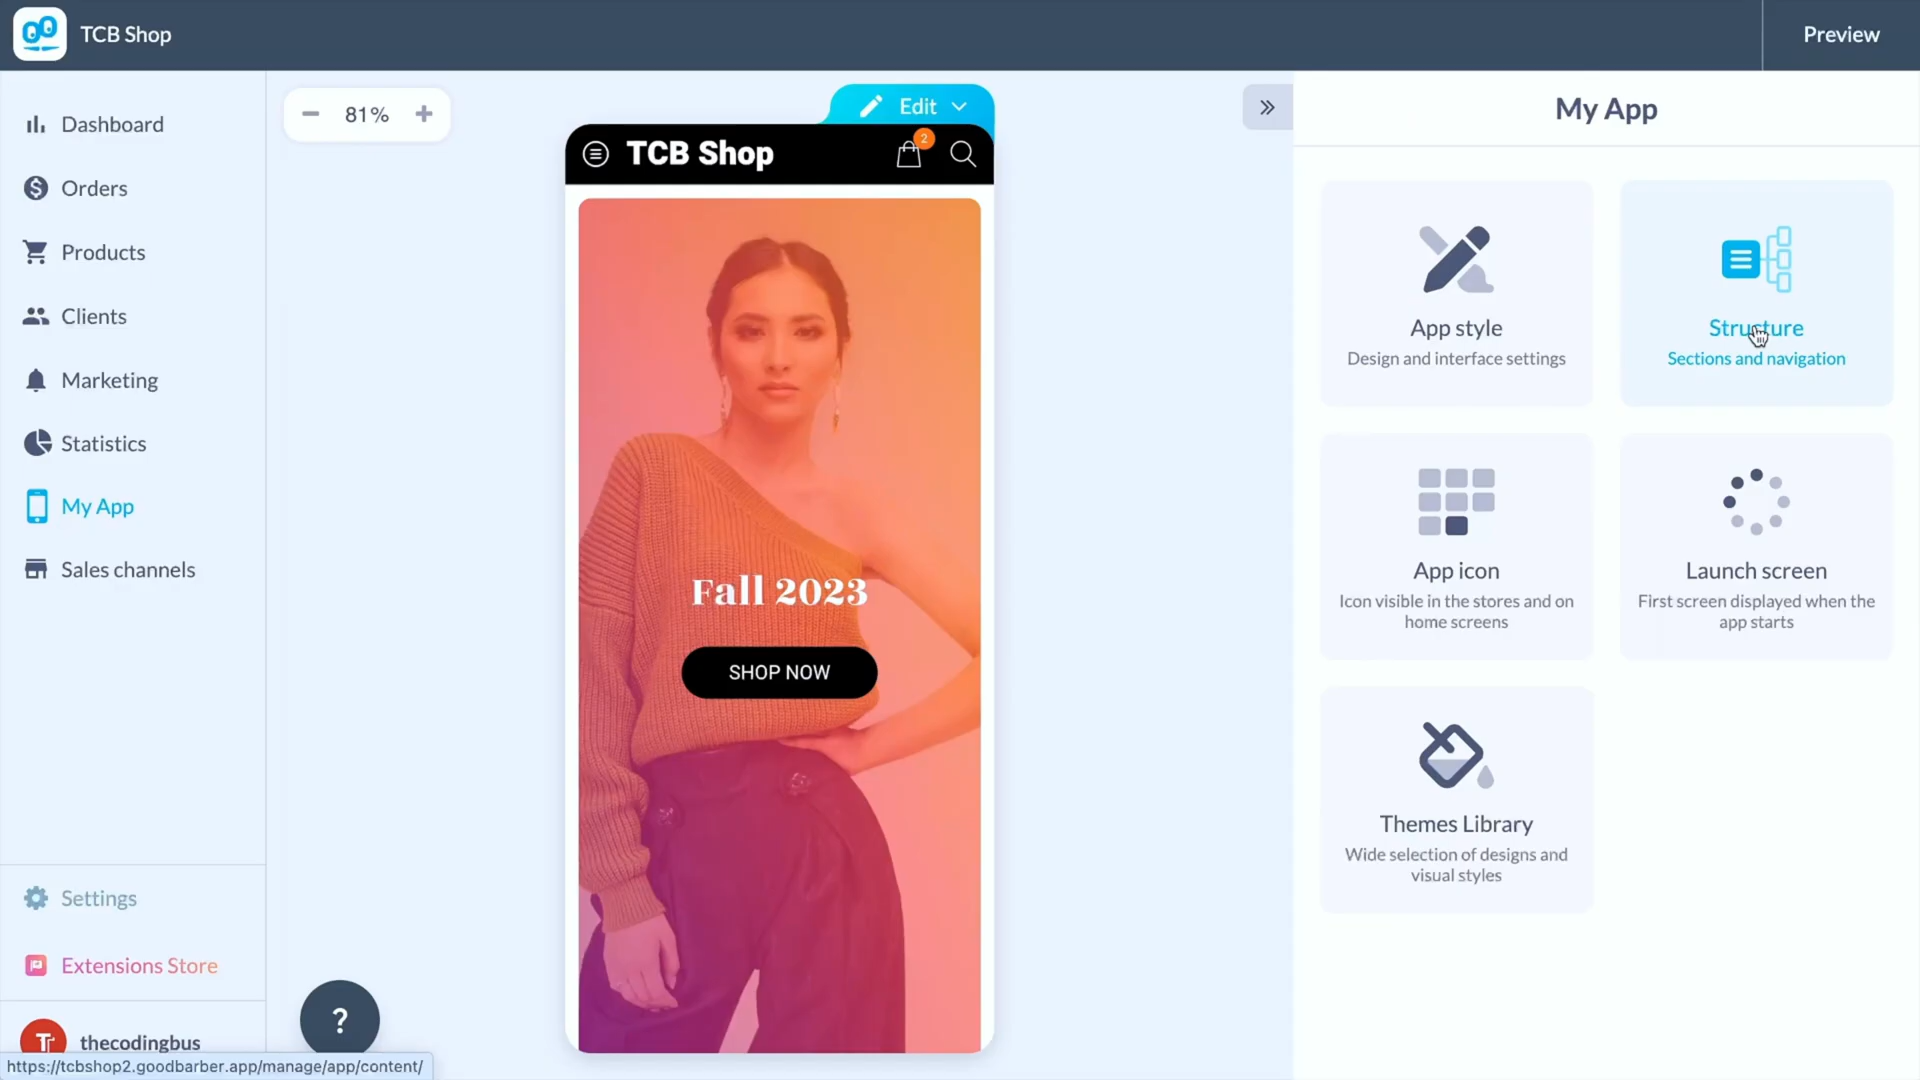 TCB Shop
Preview
Dashboard
Orders
Products
Clients
Marketing
Statistics
My App
Sales channels
Settings
Extensions Store
Tr
thecodingbus
https://tcbshop2.goodbarber.app/manage/app/content/
81%
?
Edit
TCB Shop
2
Fall 2023
SHOP NOW
My App
App style
Design and interface settings
Structure
Sections and navigation
App icon
Icon visible in the stores and on
home screens
Launch screen
First screen displayed when the
app starts
Themes Library
Wide selection of designs and
visual styles